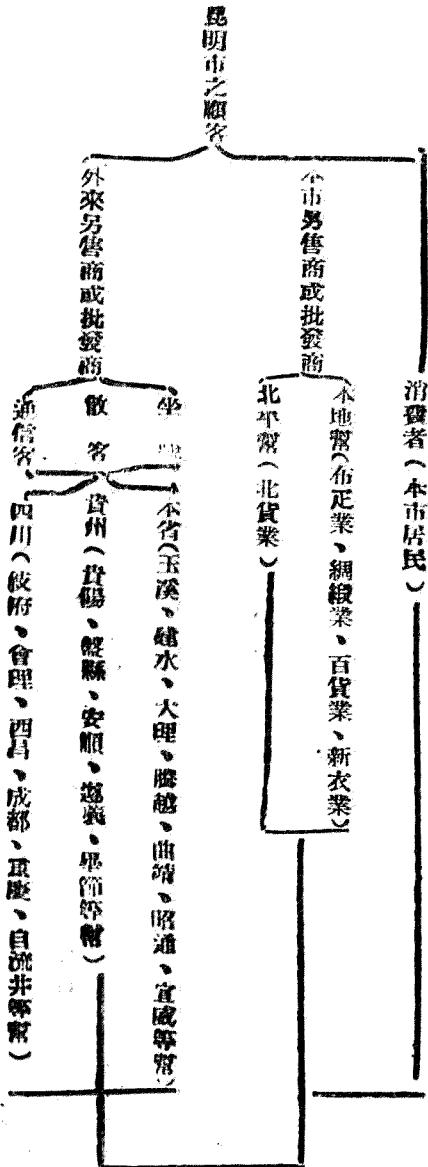 昆明市之顧客
消費者(本市居民)
本市另售商或批發商
本地幫(布疋業、綢緞業、百貨業、新衣業)
北平幫(北貨業)
外來另售商或批發商
坐
散客
通信客
本省(玉溪、建水、大理、騰越、曲靖、昭通、宣威等幫)
貴州(貴陽、盤縣、安順、遵義、畢節等幫)
四川(敍府、會理、西昌、成都、重慶、自流井等幫)